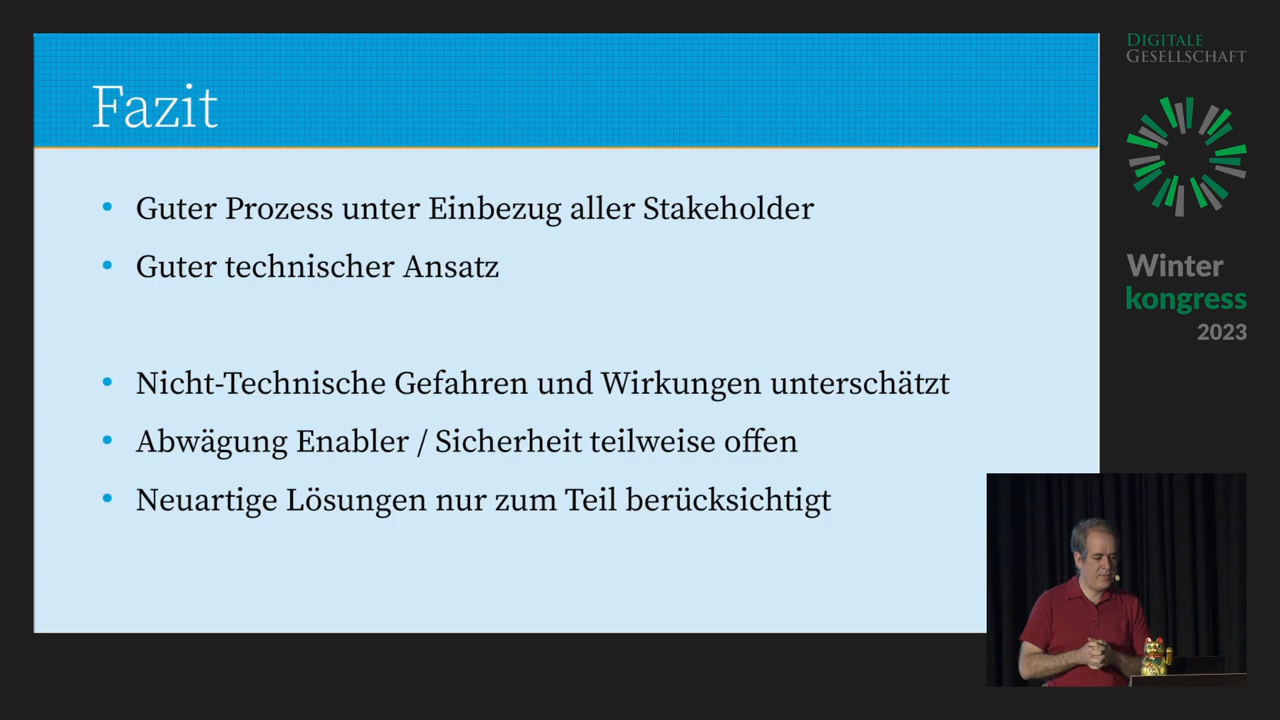 Fazit
Guter Prozess unter Einbezug aller Stakeholder
Guter technischer Ansatz
Nicht-Technische Gefahren und Wirkungen unterschätzt
Abwägung Enabler / Sicherheit teilweise offen
Neuartige Lösungen nur zum Teil berücksichtigt
DIGITALE
GESELLSCHAFT
Winter
kongress
2023